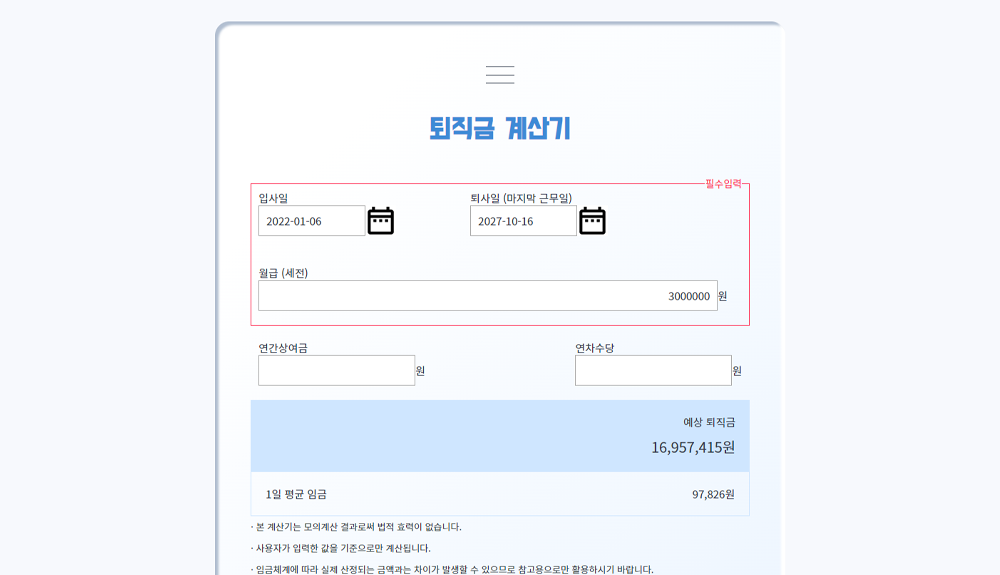 퇴직금 계산기
필수입력
입사일
퇴사일 (마지막 근무일)
2022-01-06
2027-10-16
월급 (세전)
3000000 원
연간상여금
연차수당
원
원
예상 퇴직금
16,957,415원
1일 평균 임금
97,826원
· 본 계산기는 모의계산 결과로써 법적 효력이 없습니다.
· 사용자가 입력한 값을 기준으로만 계산됩니다.
· 임금체계에 따라 실제 산정되는 금액과는 차이가 발생할 수 있으므로 참고용으로만 활용하시기 바랍니다.